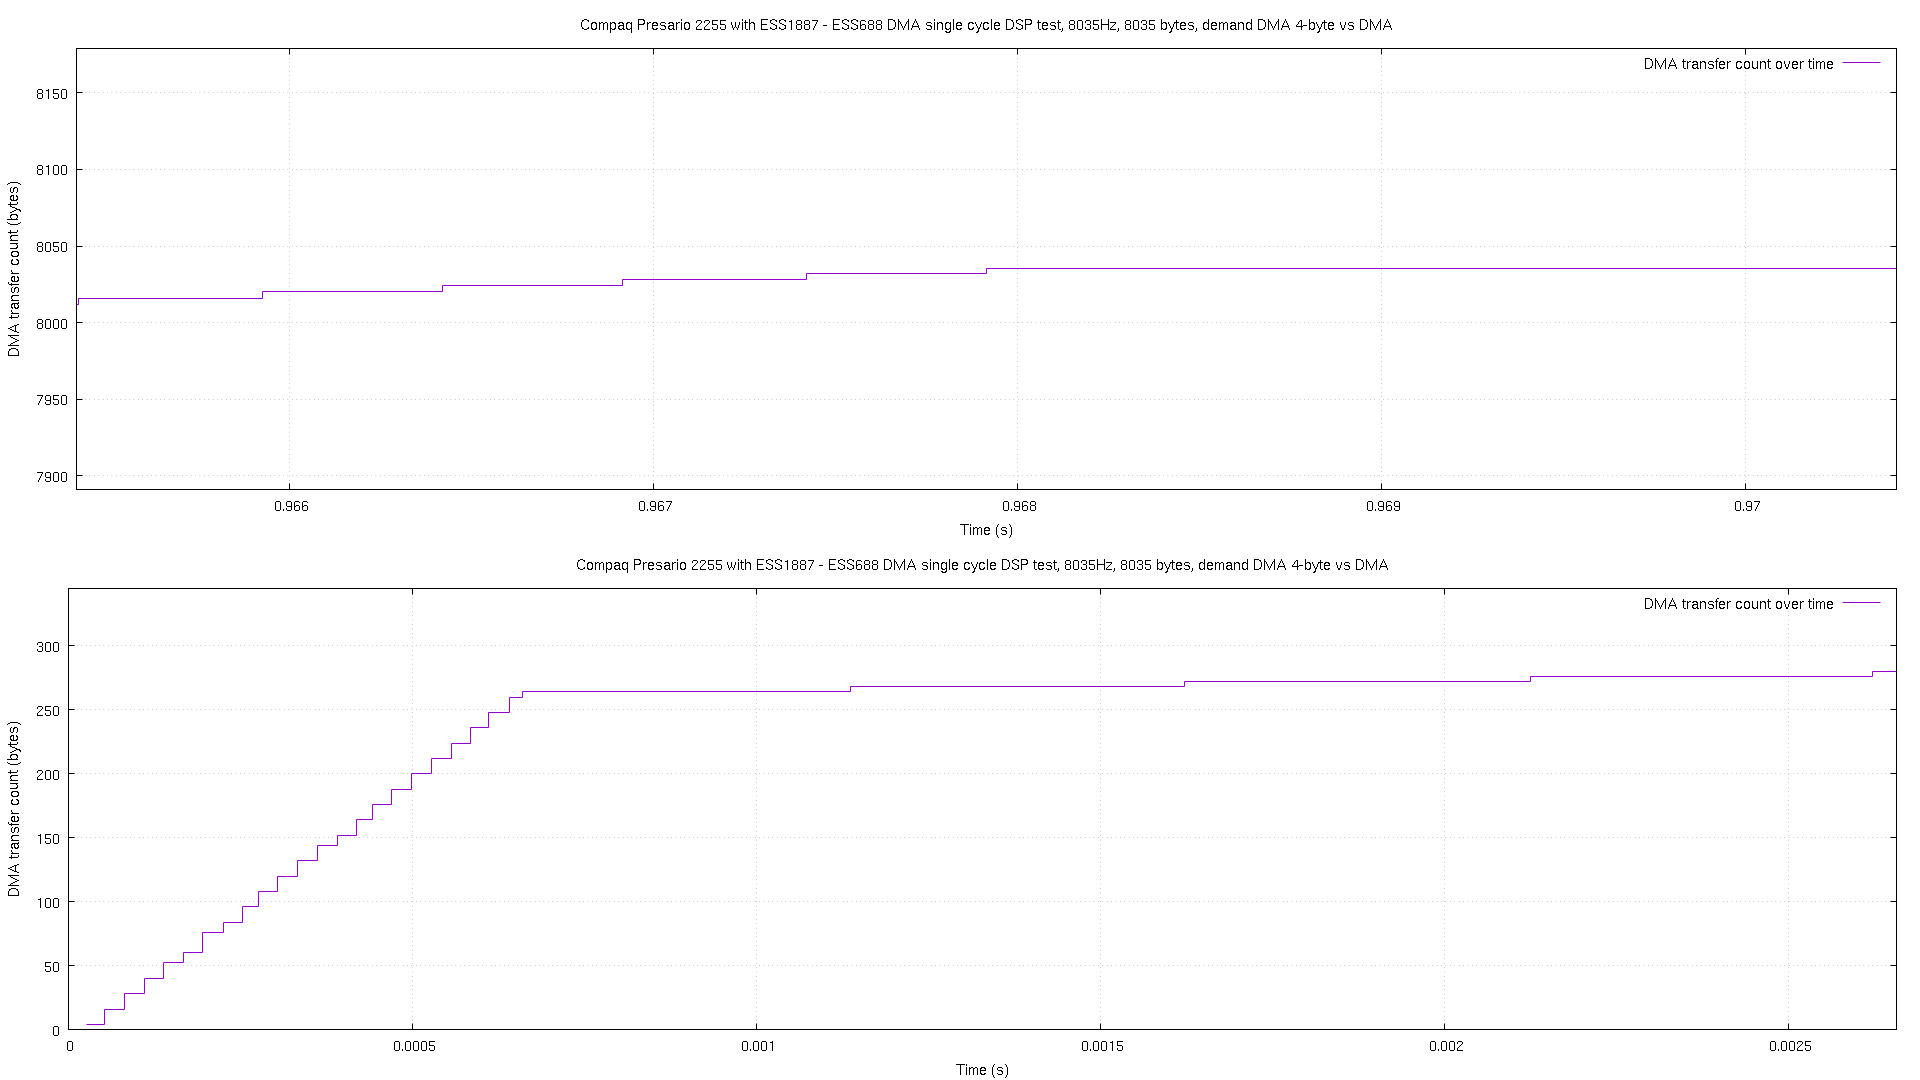 Compaq Presario 2255 with ESS1887 - ESS688 DMA single cycle DSP test, 8035Hz, 8035 bytes, demand DMA 4-byte vs DMA
DMA transfer count over time
8150
8100
8050
8000
7950
7900
DMA transfer count (bytes)
0.966 0.967 0.968 0.969 0.97
Time (s)
Compaq Presario 2255 with ESS1887 - ESS688 DMA single cycle DSP test, 8035Hz, 8035 bytes, demand DMA 4-byte vs DMA
DMA transfer count over time
300
250
200
150
100
50
0
DMA transfer count (bytes)
0 0.0005 0.001 0.0015 0.002 0.0025
Time (s)